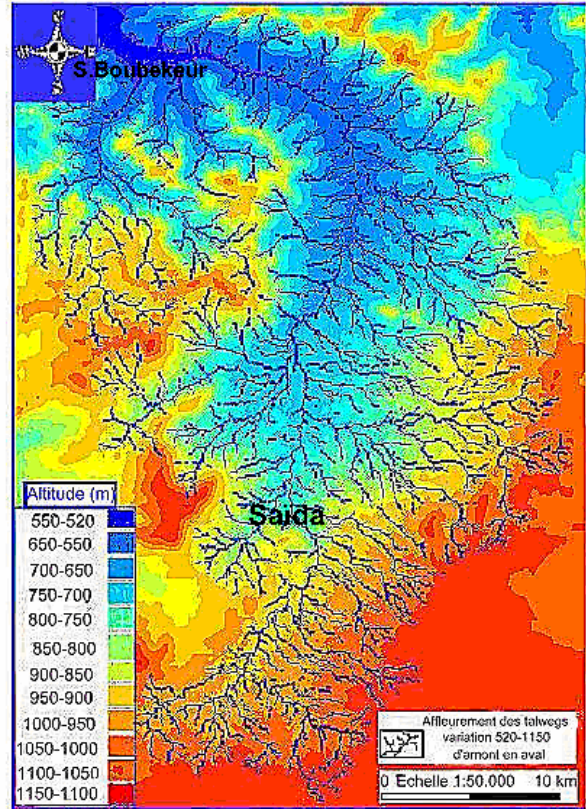 N
S.Boubekeur
Saida
Altitude (m)
550-520
650-550
700-650
750-700
800-750
850-800
900-850
950-900
1000-950
1050-1000
1100-1050
1150-1100
Affleurement des talwegs
variation 520-1150
d'amont en aval
0 Echelle 1:50.000 10 km